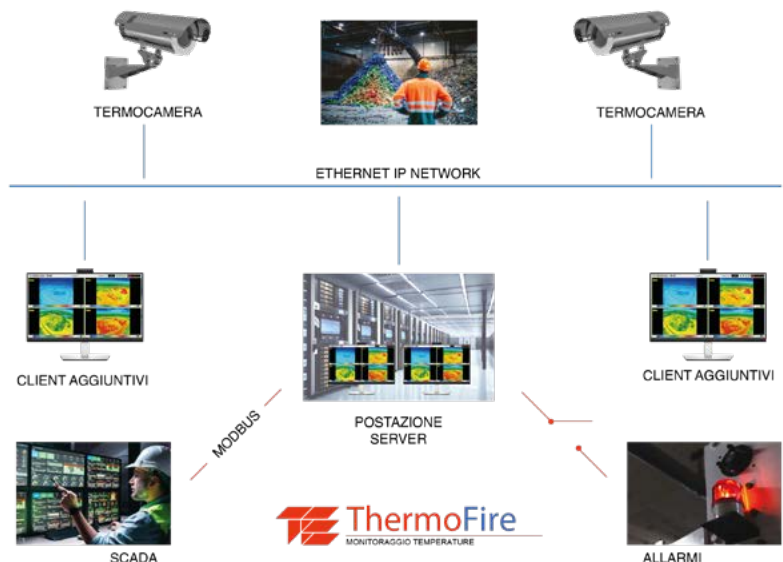 TERMOCAMERA
TERMOCAMERA
ETHERNET IP NETWORK
CLIENT AGGIUNTIVI
POSTAZIONE
SERVER
CLIENT AGGIUNTIVI
MODBUS
SCADA
ThermoFire
MONITORAGGIO TEMPERATURE
ALLARMI